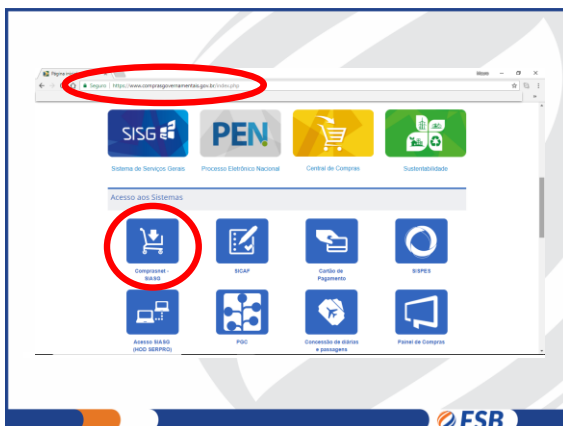 Seguro | https://www.comprasgovernamentais.gov.br/index.php
SISG PEN
Sistema de Serviços Gerais Processo Eletrônico Nacional Central de Compras Sustentabilidade
Acesso aos Sistemas
Comprasnet - SIASG
SICAF
Cartão de Pagamento
SISPES
Acesso SIASG (HOD SERPRO)
PGC
Concessão de diárias e passagens
Painel de Compras
ESB